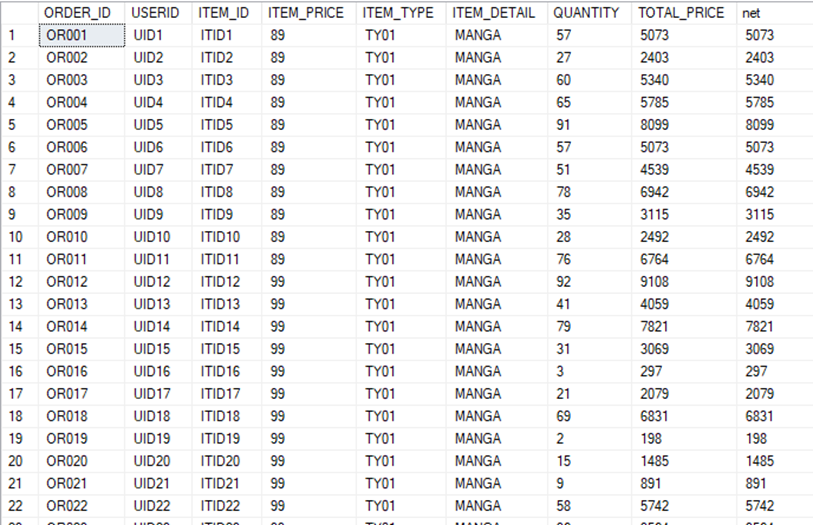 ORDER_ID USERID ITEM_ID ITEM_PRICE ITEM_TYPE ITEM_DETAIL QUANTITY TOTAL_PRICE net
1 OR001 UID1 ITID1 89 TY01 MANGA 57 5073 5073
2 OR002 UID2 ITID2 89 TY01 MANGA 27 2403 2403
3 OR003 UID3 ITID3 89 TY01 MANGA 60 5340 5340
4 OR004 UID4 ITID4 89 TY01 MANGA 65 5785 5785
5 OR005 UID5 ITID5 89 TY01 MANGA 91 8099 8099
6 OR006 UID6 ITID6 89 TY01 MANGA 57 5073 5073
7 OR007 UID7 ITID7 89 TY01 MANGA 51 4539 4539
8 OR008 UID8 ITID8 89 TY01 MANGA 78 6942 6942
9 OR009 UID9 ITID9 89 TY01 MANGA 35 3115 3115
10 OR010 UID10 ITID10 89 TY01 MANGA 28 2492 2492
11 OR011 UID11 ITID11 89 TY01 MANGA 76 6764 6764
12 OR012 UID12 ITID12 99 TY01 MANGA 92 9108 9108
13 OR013 UID13 ITID13 99 TY01 MANGA 41 4059 4059
14 OR014 UID14 ITID14 99 TY01 MANGA 79 7821 7821
15 OR015 UID15 ITID15 99 TY01 MANGA 31 3069 3069
16 OR016 UID16 ITID16 99 TY01 MANGA 3 297 297
17 OR017 UID17 ITID17 99 TY01 MANGA 21 2079 2079
18 OR018 UID18 ITID18 99 TY01 MANGA 69 6831 6831
19 OR019 UID19 ITID19 99 TY01 MANGA 2 198 198
20 OR020 UID20 ITID20 99 TY01 MANGA 15 1485 1485
21 OR021 UID21 ITID21 99 TY01 MANGA 9 891 891
22 OR022 UID22 ITID22 99 TY01 MANGA 58 5742 5742